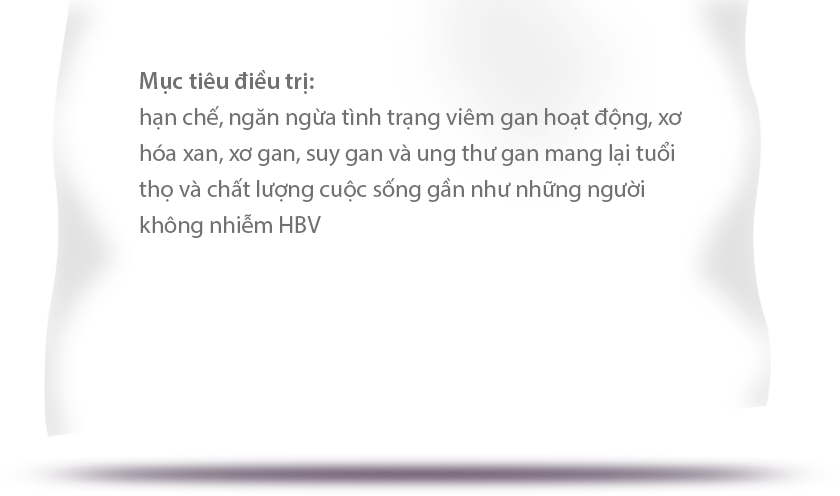 Mục tiêu điều trị:
hạn chế, ngăn ngừa tình trạng viêm gan hoạt động, xơ
hóa xan, xơ gan, suy gan và ung thư gan mang lại tuổi
thọ và chất lượng cuộc sống gần như những người
không nhiễm HBV